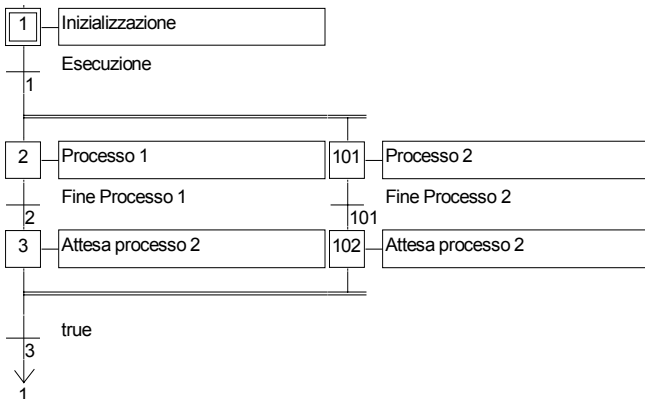 1 Inizializzazione
Esecuzione
1
2 Processo 1 101 Processo 2
Fine Processo 1 Fine Processo 2
2 101
3 Attesa processo 2 102 Attesa processo 2
true
3
1